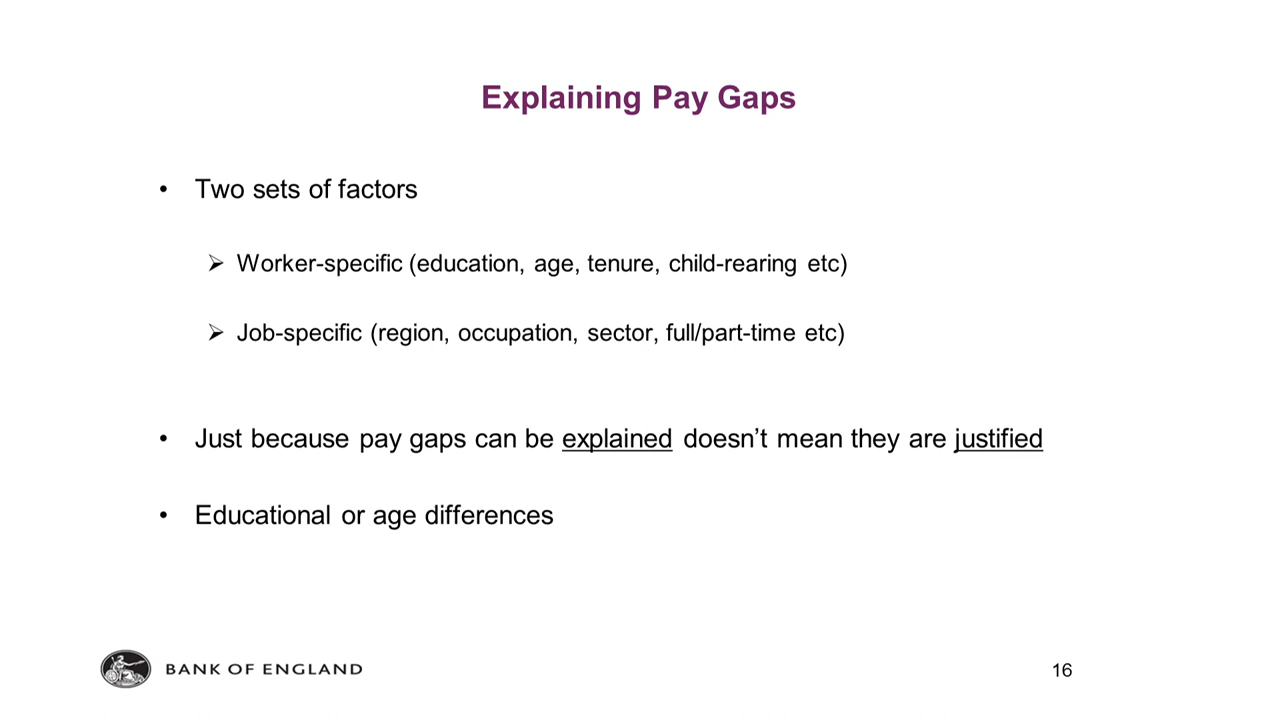 Explaining Pay Gaps
• Two sets of factors
➢ Worker-specific (education, age, tenure, child-rearing etc)
➢ Job-specific (region, occupation, sector, full/part-time etc)
• Just because pay gaps can be explained doesn’t mean they are justified
• Educational or age differences
BANK OF ENGLAND
16